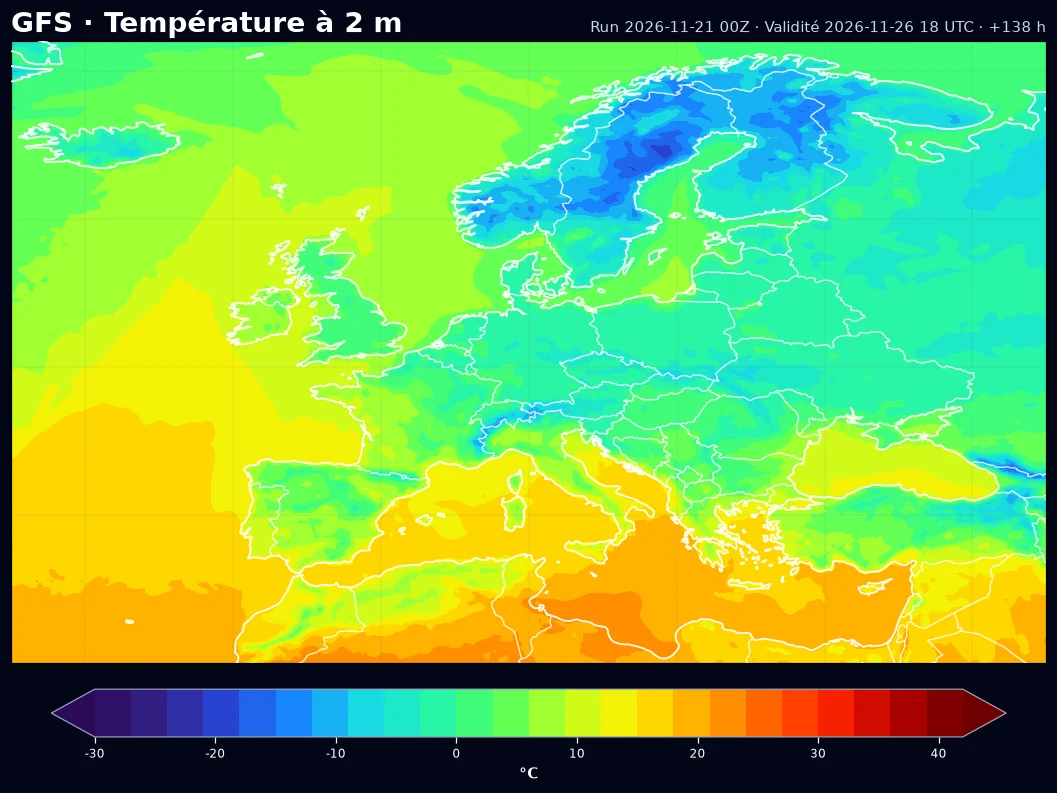 GFS · Température à 2 m
Run 2026-11-21 00Z · Validité 2026-11-26 18 UTC · +138 h
-30 -20 -10 0 10 20 30 40
°C